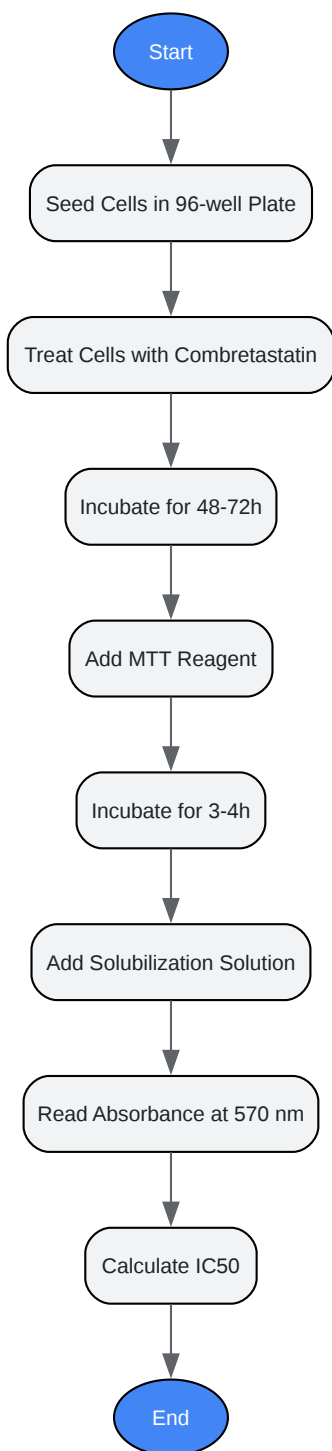 Start
Seed Cells in 96-well Plate
Treat Cells with Combretastatin
Incubate for 48-72h
Add MTT Reagent
Incubate for 3-4h
Add Solubilization Solution
Read Absorbance at 570 nm
Calculate IC50
End